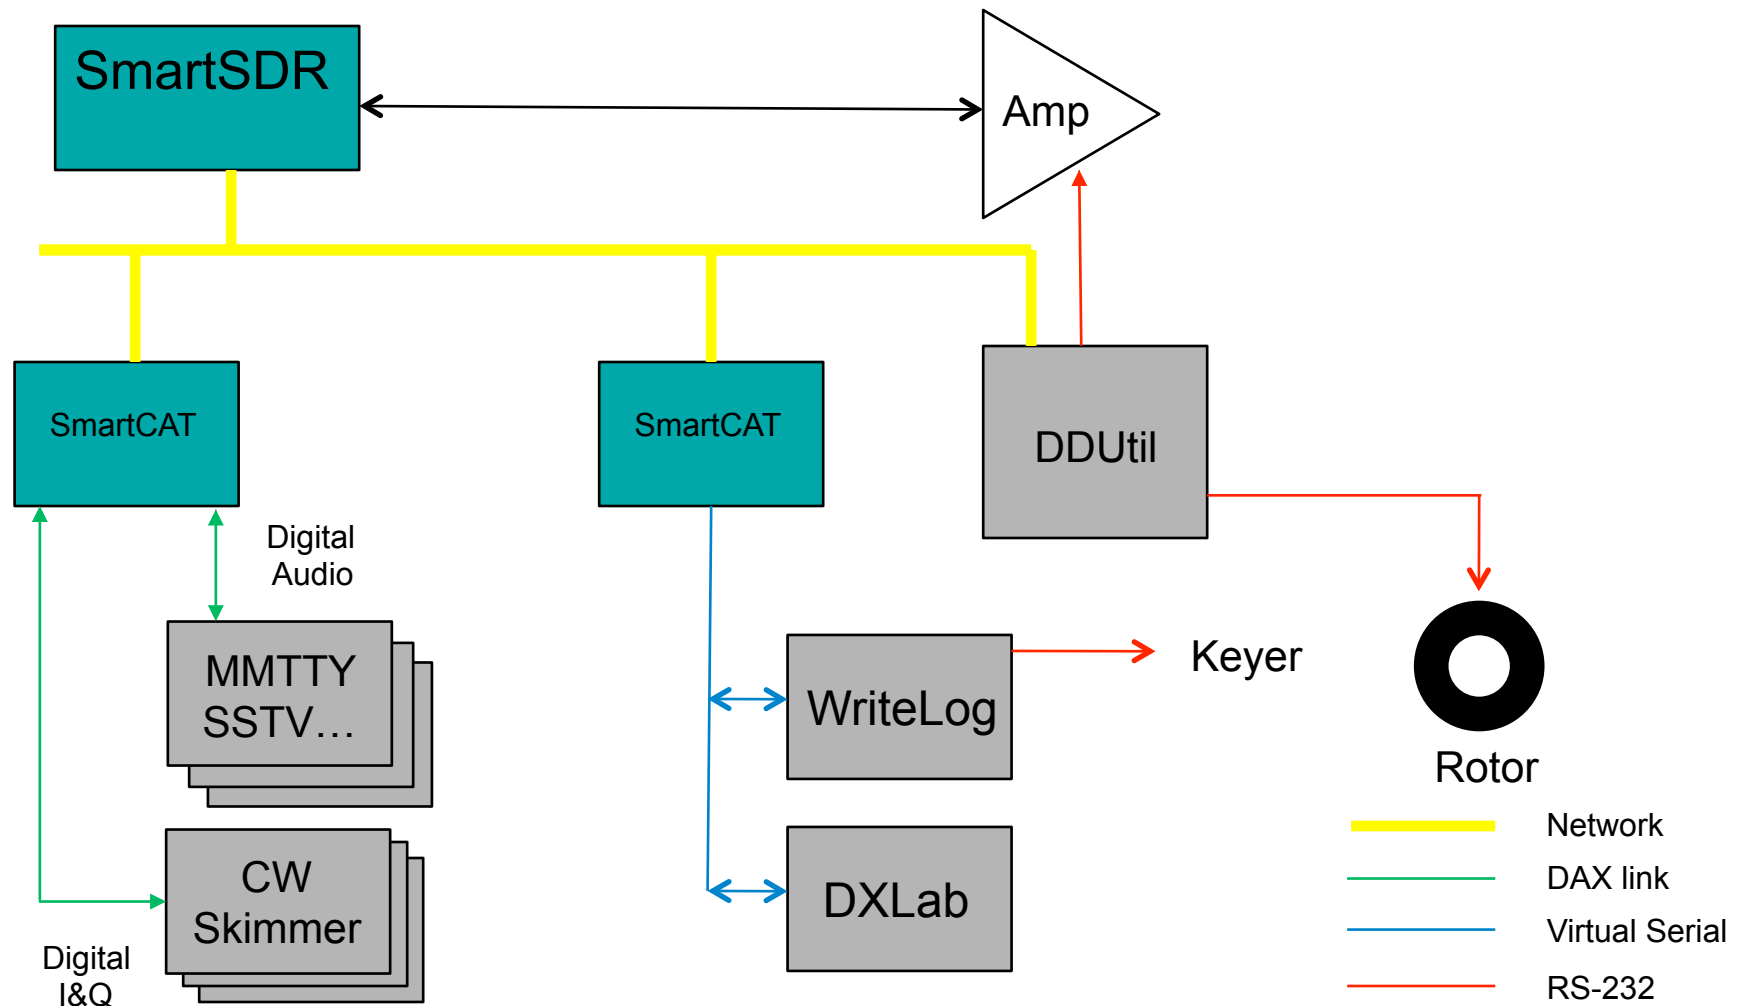 SmartSDR
Amp
SmartCAT
SmartCAT
DDUtil
Digital
Audio
MMTTY
SSTV…
WriteLog
Keyer
Rotor
CW
Skimmer
DXLab
Digital
I&Q
Network
DAX link
Virtual Serial
RS-232